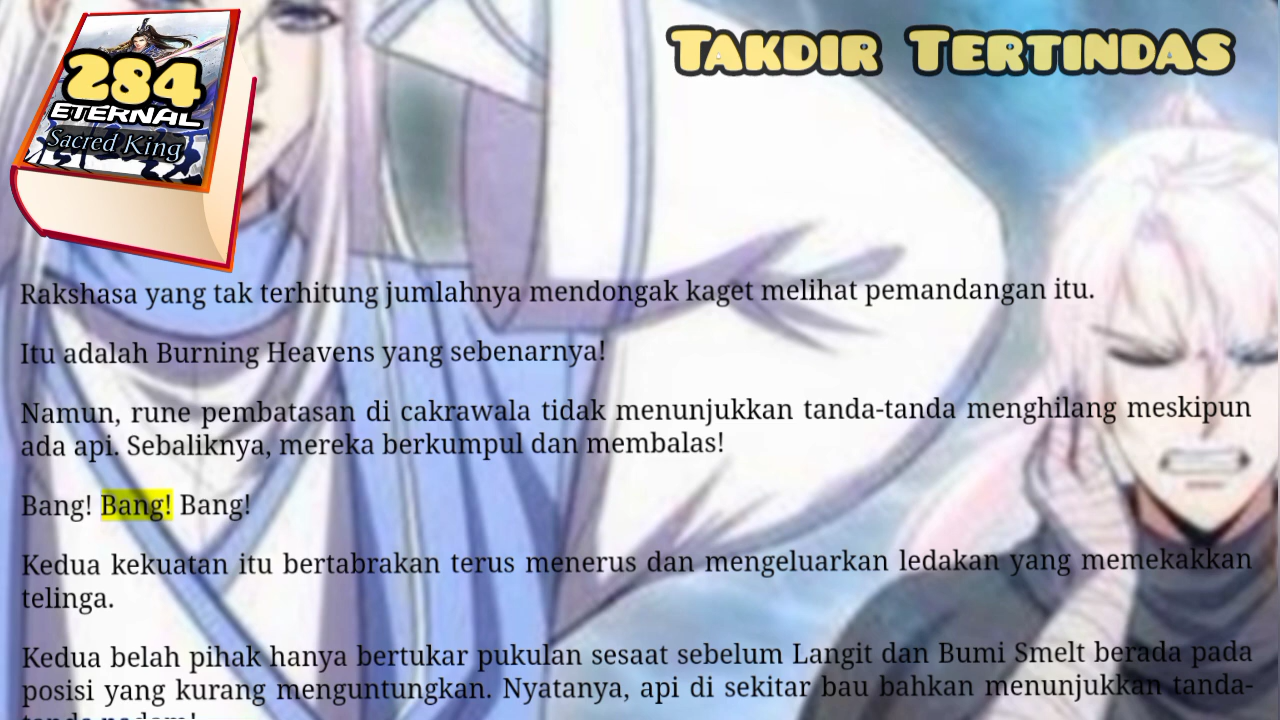 284
ETERNAL
Sacred King
TAKDIR TERTINDAS
Rakshasa yang tak terhitung jumlahnya mendongak kaget melihat pemandangan itu.
Itu adalah Burning Heavens yang sebenarnya!
Namun, rune pembatasan di cakrawala tidak menunjukkan tanda-tanda menghilang meskipun
ada api. Sebaliknya, mereka berkumpul dan membalas!
Bang! Bang! Bang!
Kedua kekuatan itu bertabrakan terus menerus dan mengeluarkan ledakan yang memekakkan
telinga.
Kedua belah pihak hanya bertukar pukulan sesaat sebelum Langit dan Bumi Smelt berada pada
posisi yang kurang menguntungkan. Nyatanya, api di sekitar bau bahkan menunjukkan tanda-
tanda padam!